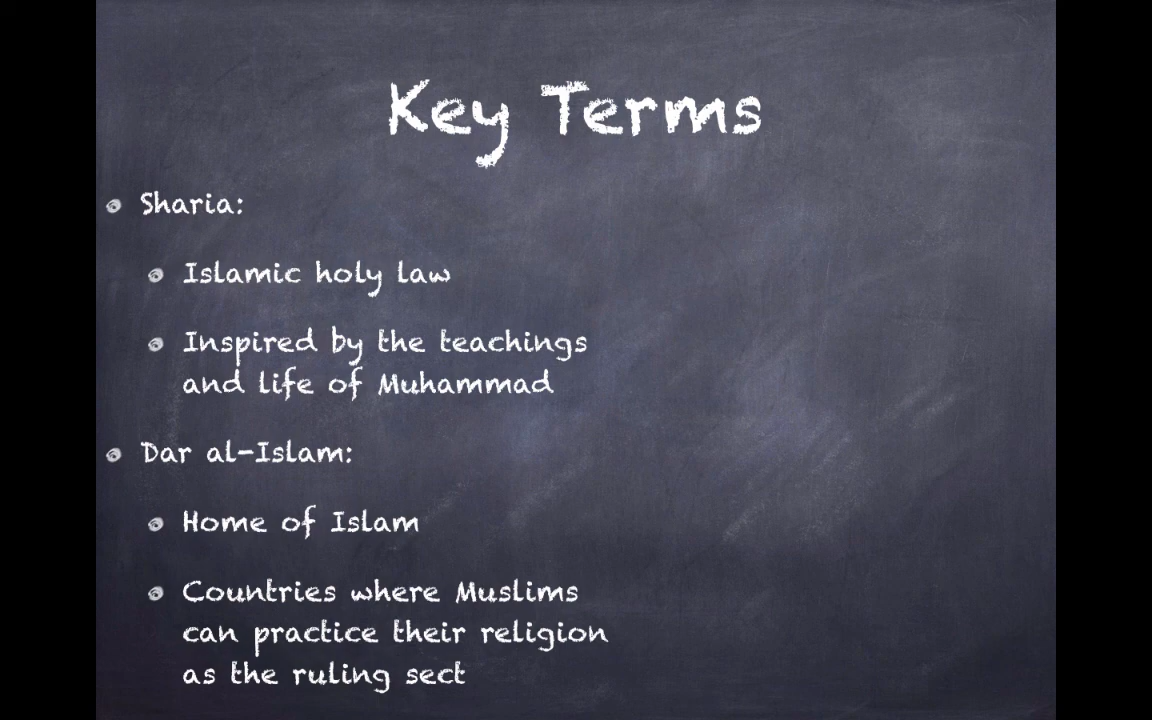 Key Terms
Sharia:
Islamic holy law
Inspired by the teachings
and life of Muhammad
Dar al-Islam:
Home of Islam
Countries where Muslims
can practice their religion
as the ruling sect